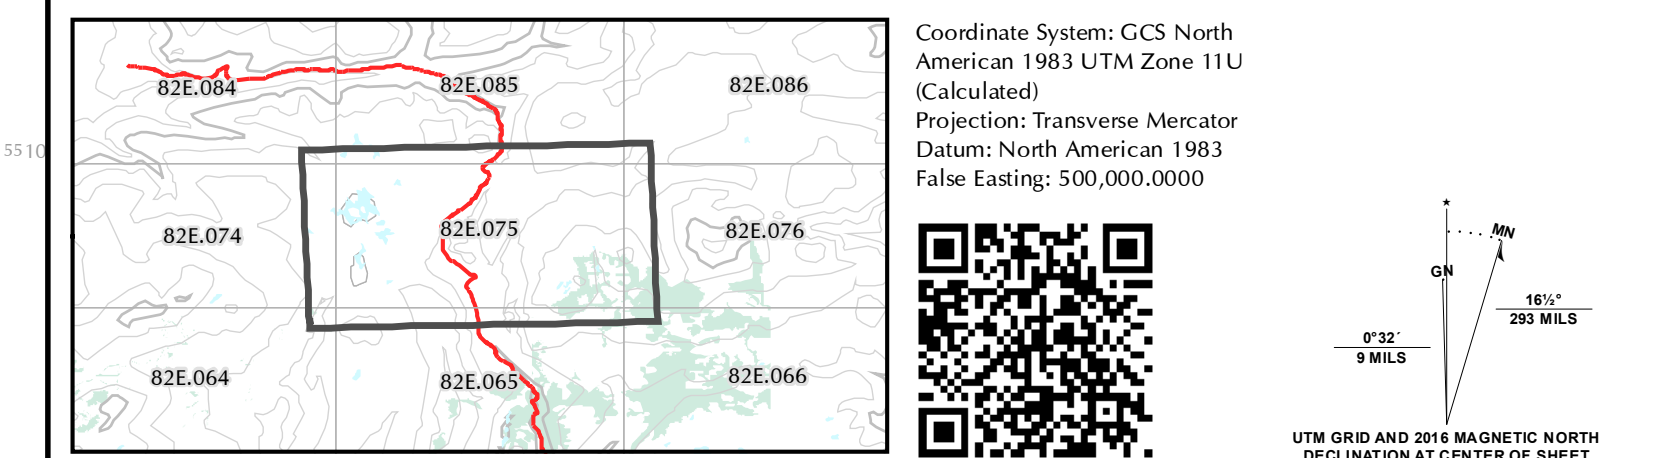 82E.084
82E.085
82E.086
5510
82E.074
82E.075
82E.076
82E.064
82E.065
82E.066
Coordinate System: GCS North
American 1983 UTM Zone 11U
(Calculated)
Projection: Transverse Mercator
Datum: North American 1983
False Easting: 500,000.0000
MN
GN
16½°
293 MILS
0°32´
9 MILS
UTM GRID AND 2016 MAGNETIC NORTH
DECLINATION AT CENTER OF SHEET